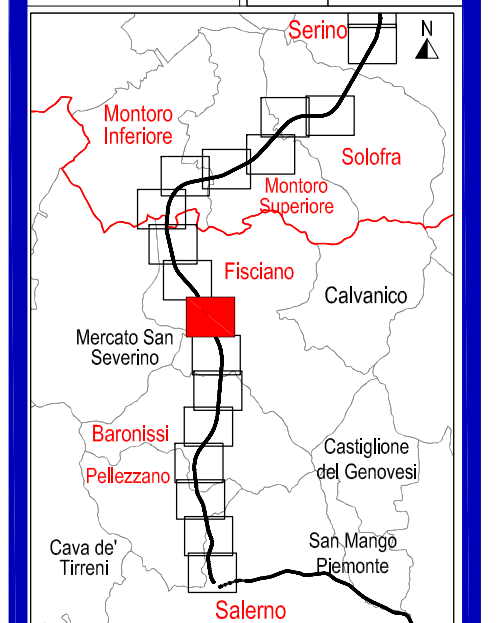 Serino
N
Montoro
Inferiore
Solofra
Montoro
Superiore
Fisciano
Calvanico
Mercato San
Severino
Baronissi
Castiglione
del Genovesi
Pellezzano
Cava de'
Tirreni
San Mango
Piemonte
Salerno